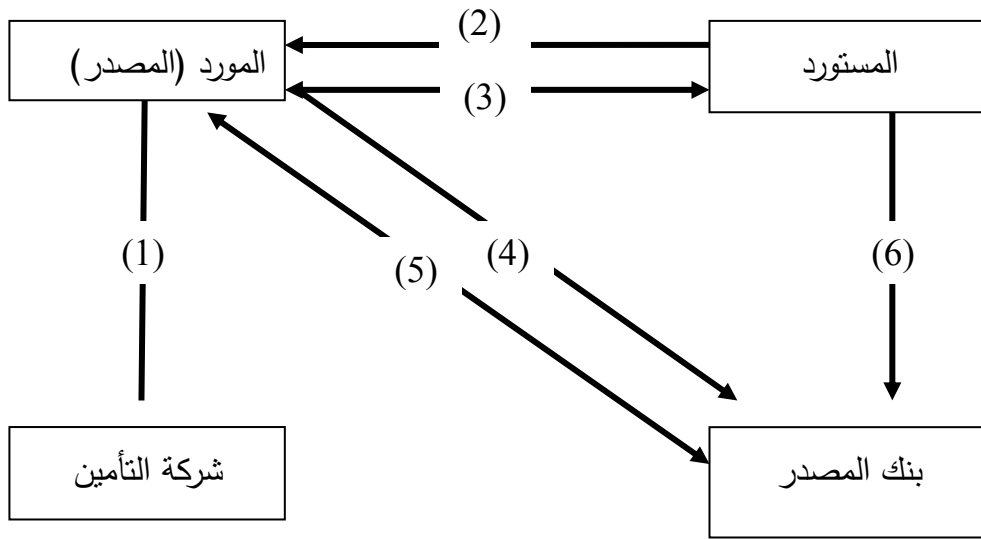 (2)
المورد (المصدر)
المستورد
(3)
(1)
(5)
(4)
(6)
شركة التأمين
بنك المصدر